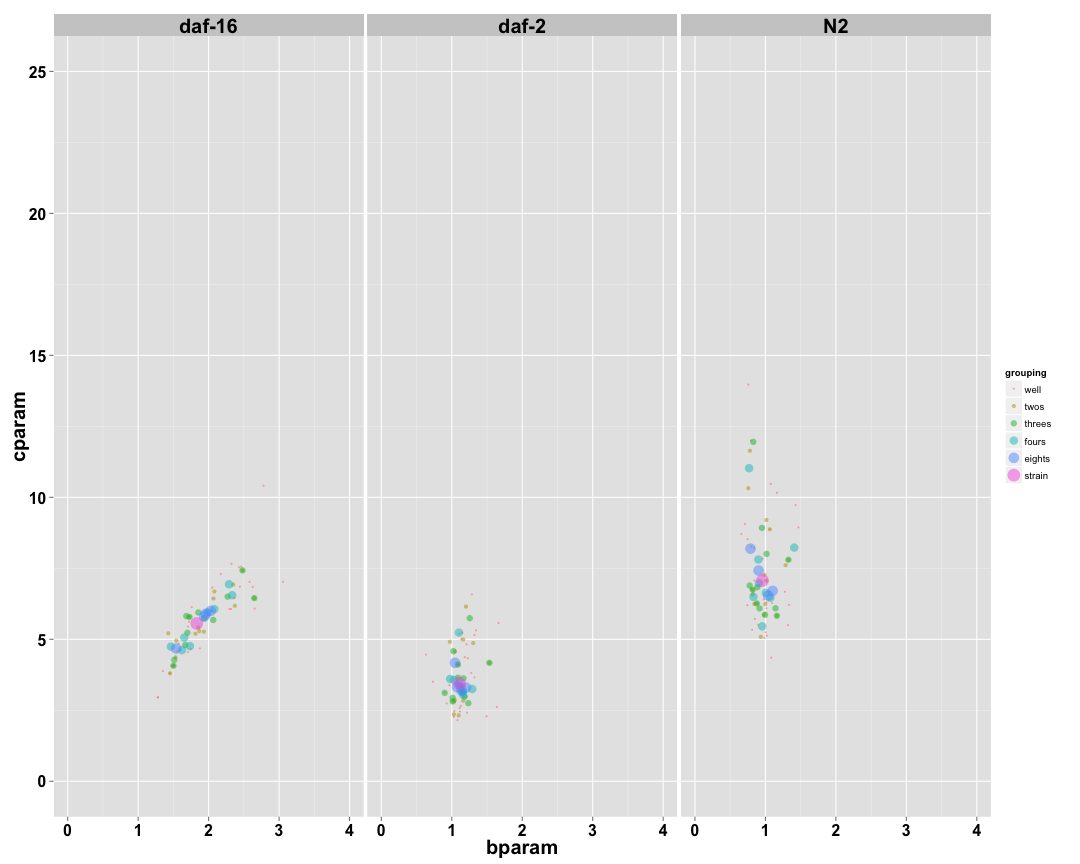 daf-16 daf-2 N2
25
20
15
10
5
0
cparam
0 1 2 3 4 0 1 2 3 4 0 1 2 3 4
bparam
grouping
well
twos
threes
fours
eights
strain